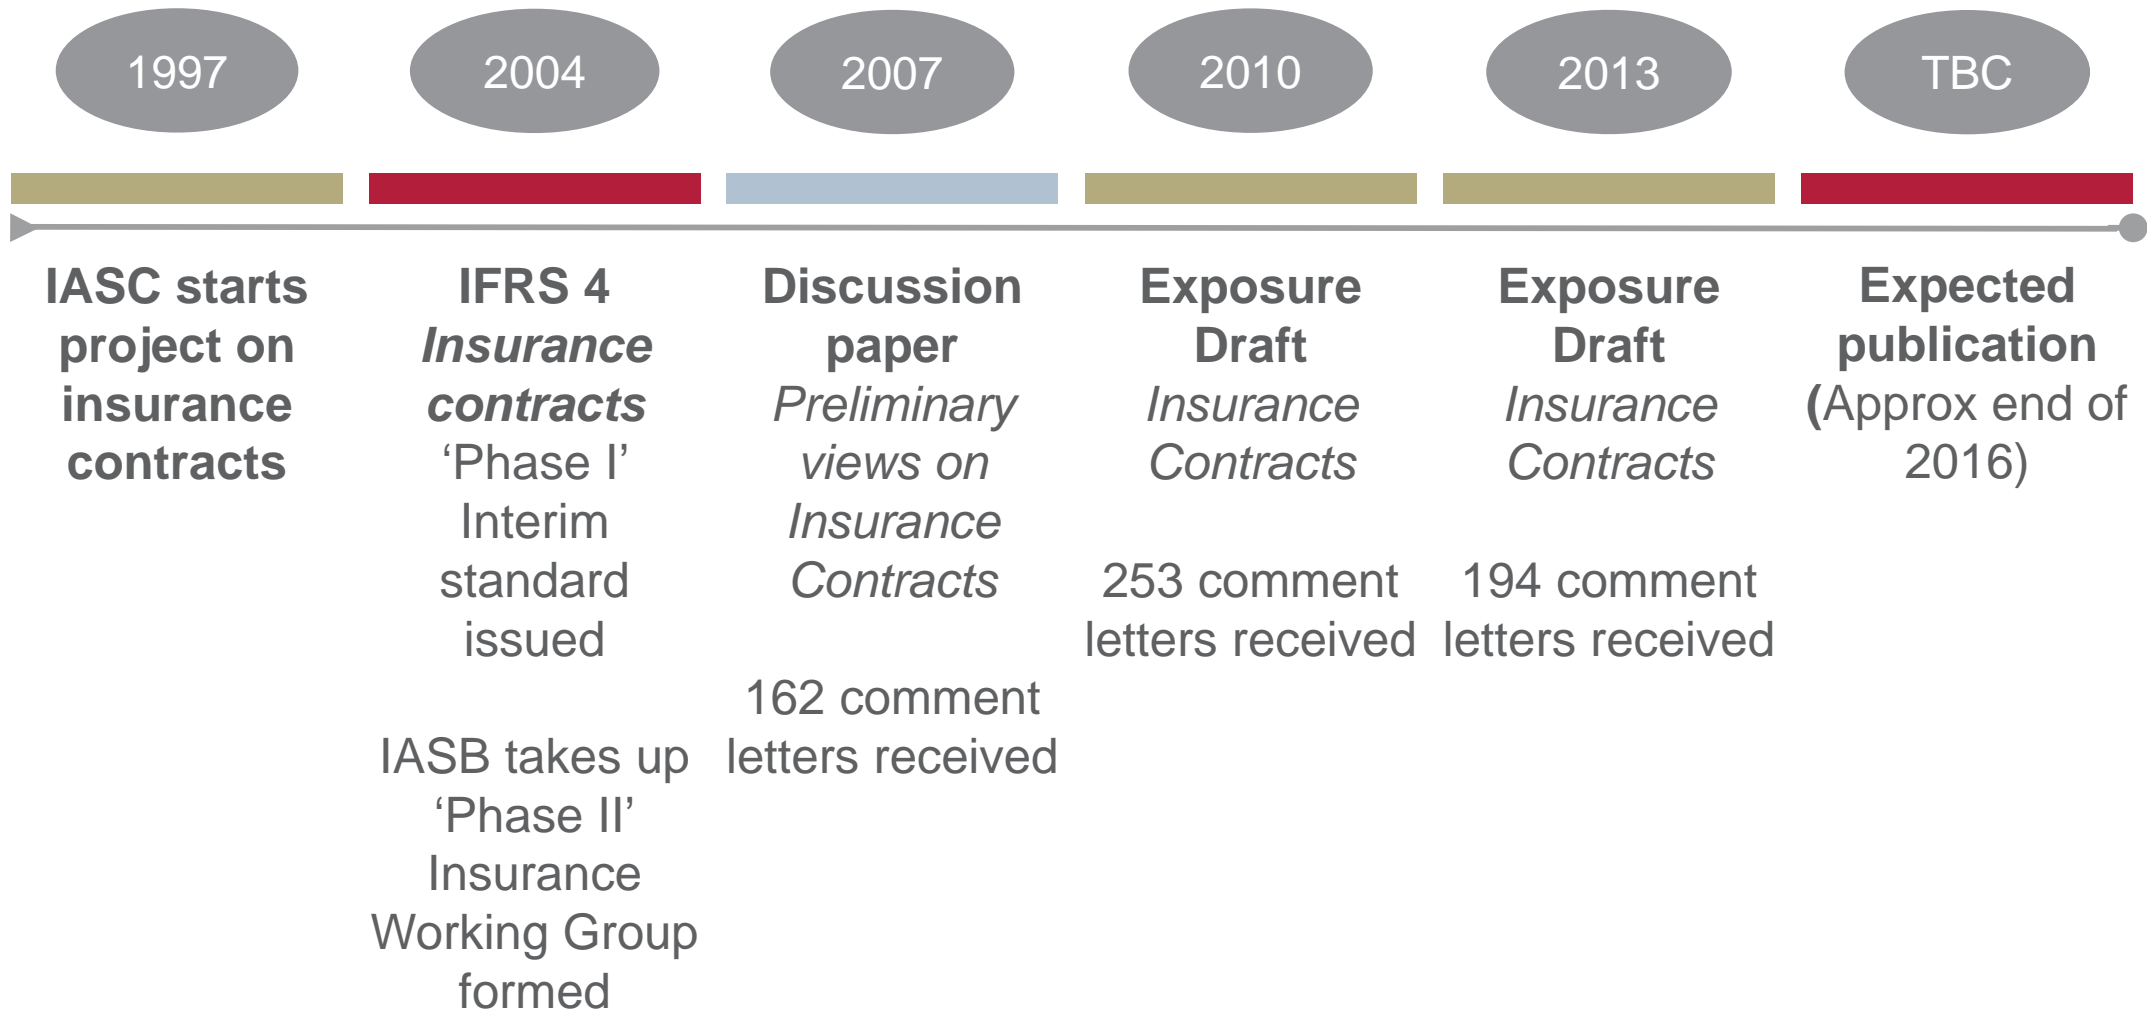 1997
2004
2007
2010
2013
TBC
IASC starts
project on
insurance
contracts
IFRS 4
Insurance
contracts
‘Phase I’
Interim
standard
issued
IASB takes up
‘Phase II’
Insurance
Working Group
formed
Discussion
paper
Preliminary
views on
Insurance
Contracts
162 comment
letters received
Exposure
Draft
Insurance
Contracts
253 comment
letters received
Exposure
Draft
Insurance
Contracts
194 comment
letters received
Expected
publication
(Approx end of
2016)